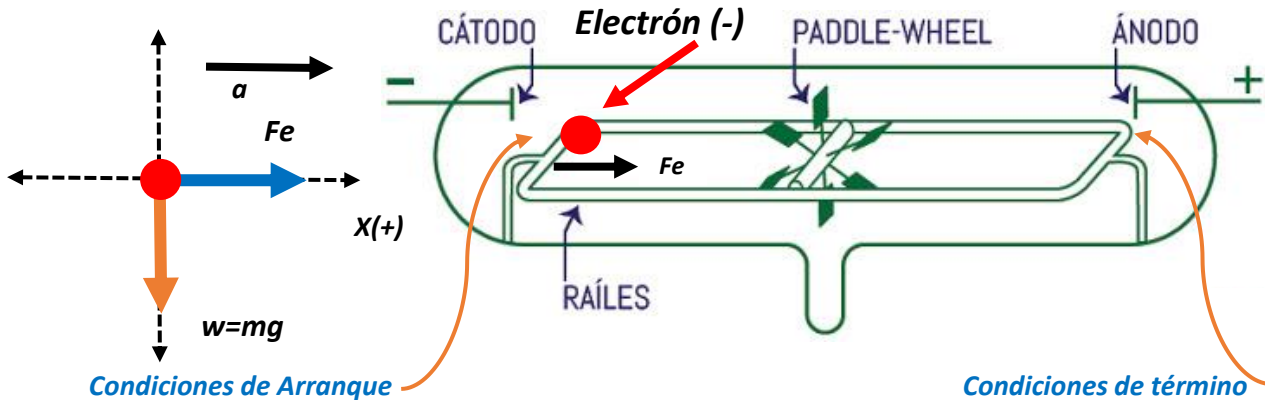 CÁTODO
Electrón (-)
PADDLE-WHEEL
ÁNODO
−
+
a
Fe
Fe
X(+)
RAÍLES
w=mg
Condiciones de Arranque
Condiciones de término